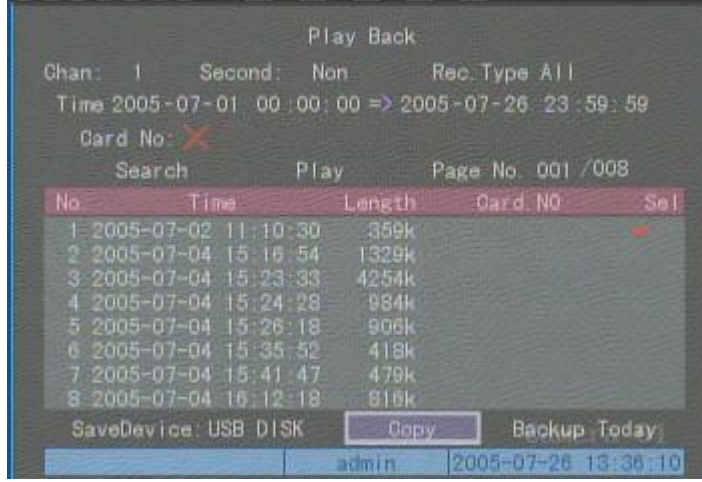 Play Back
Chan: 1 Second: Non Rec.Type All
Time 2005-07-01 00:00:00 => 2005-07-26 23:59:59
Card No:
Search Play Page No. 001 /008
No Time Length Card.NO Sel
1 2005-07-02 11:10:30 359k
2 2005-07-04 15:16:54 1329k
3 2005-07-04 15:23:33 4254k
4 2005-07-04 15:24:28 984k
5 2005-07-04 15:26:18 906k
6 2005-07-04 15:35:52 418k
7 2005-07-04 15:41:47 479k
8 2005-07-04 16:12:18 816k
SaveDevice:USB DISK Copy Backup Today
admin 2005-07-26 13:36:10